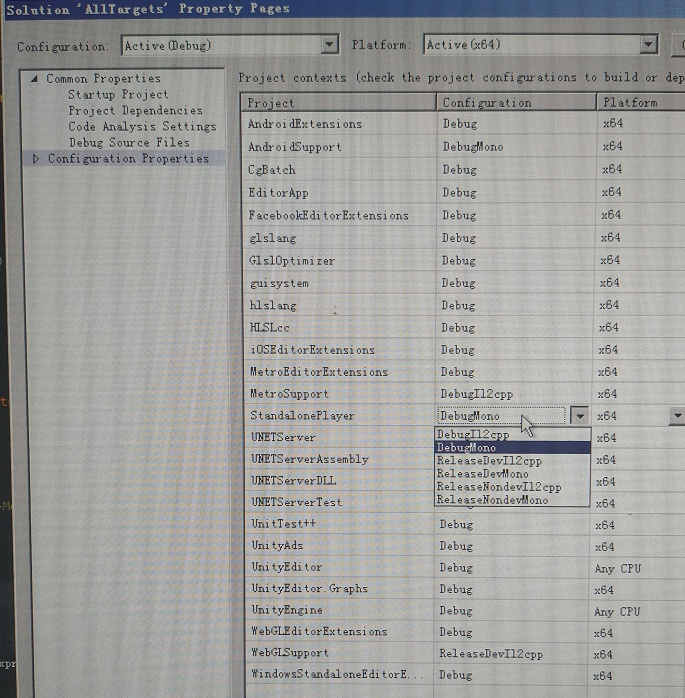 Solution 'AllTargets' Property Pages
Configuration: Active(Debug) Platform: Active(x64)
Common Properties
Startup Project
Project Dependencies
Code Analysis Settings
Debug Source Files
Configuration Properties
Project contexts (check the project configurations to build or dep
Project Configuration Platform
AndroidExtensions Debug x64
AndroidSupport DebugMono x64
CgBatch Debug x64
EditorApp Debug x64
FacebookEditorExtensions Debug x64
glslang Debug x64
GlslOptimizer Debug x64
guisystem Debug x64
hlslang Debug x64
HLSLcc Debug x64
iOSEditorExtensions Debug x64
MetroEditorExtensions Debug x64
MetroSupport DebugIl2cpp x64
StandalonePlayer DebugMono x64
UNETServer x64
UNETServerAssembly x64
UNETServerDLL x64
UNETServerTest x64
DebugIl2cpp
DebugMono
ReleaseDevIl2cpp
ReleaseDevMono
ReleaseNondevIl2cpp
ReleaseNondevMono
UnitTest++ Debug x64
UnityAds Debug x64
UnityEditor Debug Any CPU
UnityEditor.Graphs Debug x64
UnityEngine Debug Any CPU
WebGLEditorExtensions Debug x64
WebGLSupport ReleaseDevIl2cpp x64
WindowsStandaloneEditorE... Debug x64
xpr